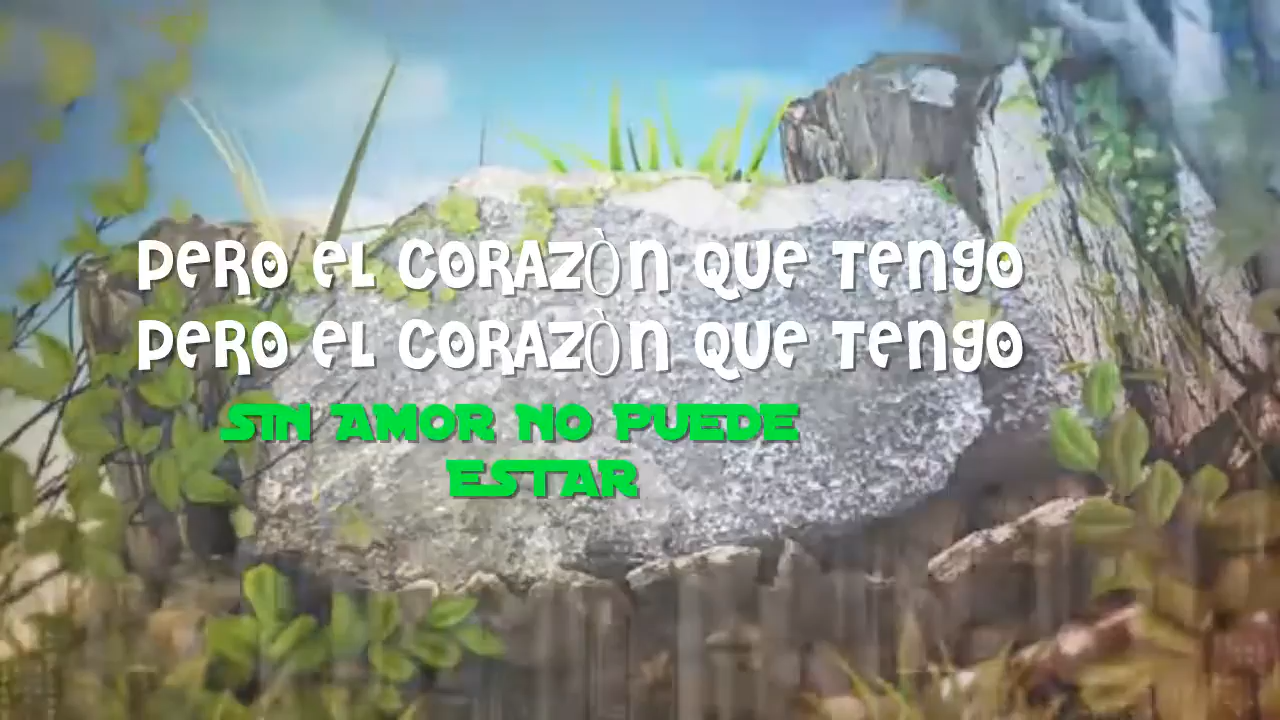 PERO EL CORAZÒN QUE TENGO
PERO EL CORAZÒN QUE TENGO
SIN AMOR NO PUEDE
ESTAR